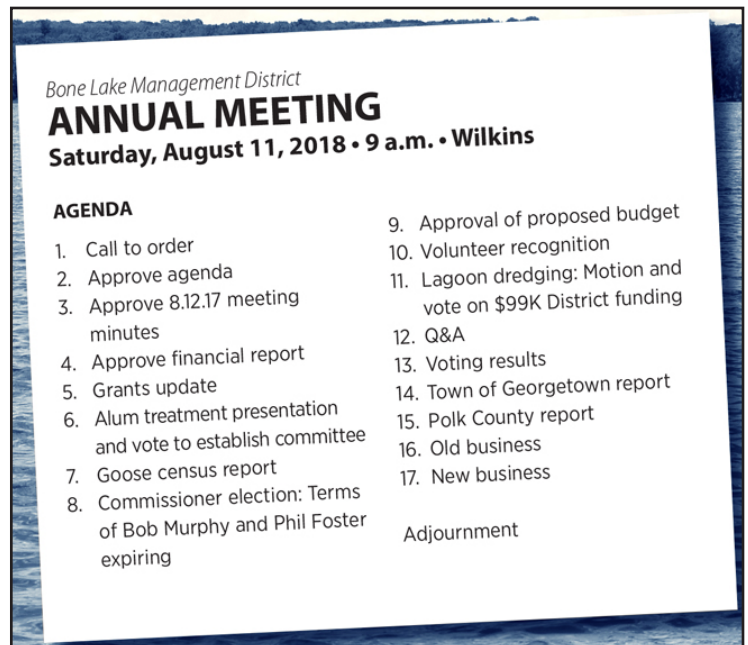 Bone Lake Management District
ANNUAL MEETING
Saturday, August 11, 2018 • 9 a.m. • Wilkins
AGENDA
1. Call to order
2. Approve agenda
3. Approve 8.12.17 meeting
minutes
4. Approve financial report
5. Grants update
6. Alum treatment presentation
and vote to establish committee
7. Goose census report
8. Commissioner election: Terms
of Bob Murphy and Phil Foster
expiring
9. Approval of proposed budget
10. Volunteer recognition
11. Lagoon dredging: Motion and
vote on $99K District funding
12. Q&A
13. Voting results
14. Town of Georgetown report
15. Polk County report
16. Old business
17. New business
Adjournment